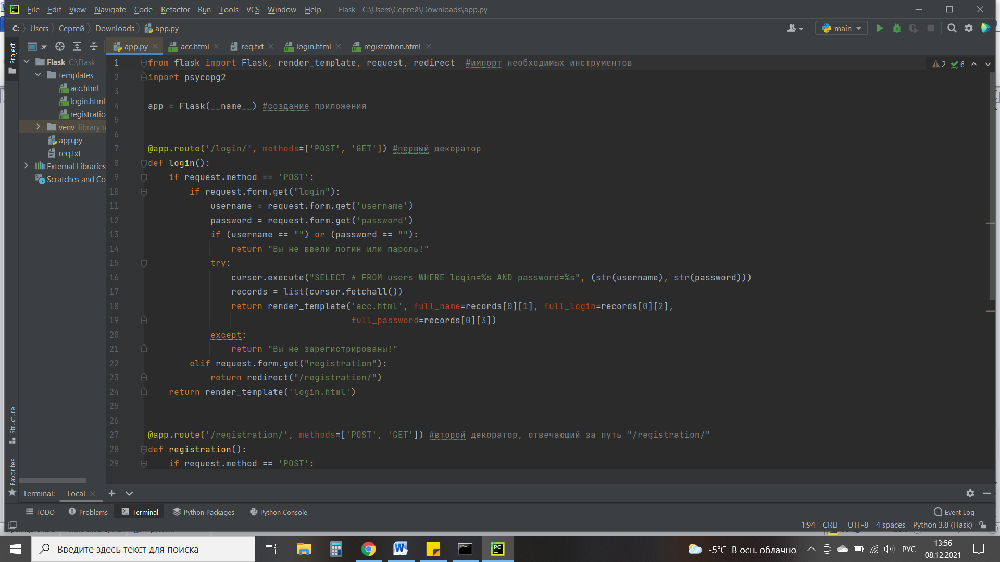 File Edit View Navigate Code Refactor Run Tools VCS Window Help Flask - C:\Users\Сергей\Downloads\app.py
C: Users Сергей Downloads app.py main
Project
app.py acc.html req.txt login.html registration.html
Flask C:\Flask
templates
acc.html
login.html
registratio
venv library r
app.py
req.txt
External Libraries
Scratches and Co
2 6
1 from flask import Flask, render_template, request, redirect #импорт необходимых инструментов
2 import psycopg2
3
4 app = Flask(__name__) #создание приложения
5
6
7 @app.route('/login/', methods=['POST', 'GET']) #первый декоратор
8 def login():
9 if request.method == 'POST':
10 if request.form.get("login"):
11 username = request.form.get('username')
12 password = request.form.get('password')
13 if (username == "") or (password == ""):
14 return "Вы не ввели логин или пароль!"
15 try:
16 cursor.execute("SELECT * FROM users WHERE login=%s AND password=%s", (str(username), str(password)))
17 records = list(cursor.fetchall())
18 return render_template('acc.html', full_name=records[0][1], full_login=records[0][2],
19 full_password=records[0][3])
20 except:
21 return "Вы не зарегистрированы!"
22 elif request.form.get("registration"):
23 return redirect("/registration/")
24 return render_template('login.html')
25
26
27 @app.route('/registration/', methods=['POST', 'GET']) #второй декоратор, отвечающий за путь "/registration/"
28 def registration():
29 if request.method == 'POST':
Structure
Favorites
Terminal: Local
TODO Problems Terminal Python Packages Python Console Event Log
1:94 CRLF UTF-8 4 spaces Python 3.8 (Flask)
Введите здесь текст для поиска
-5°C В осн. облачно РУС 13:56
08.12.2021